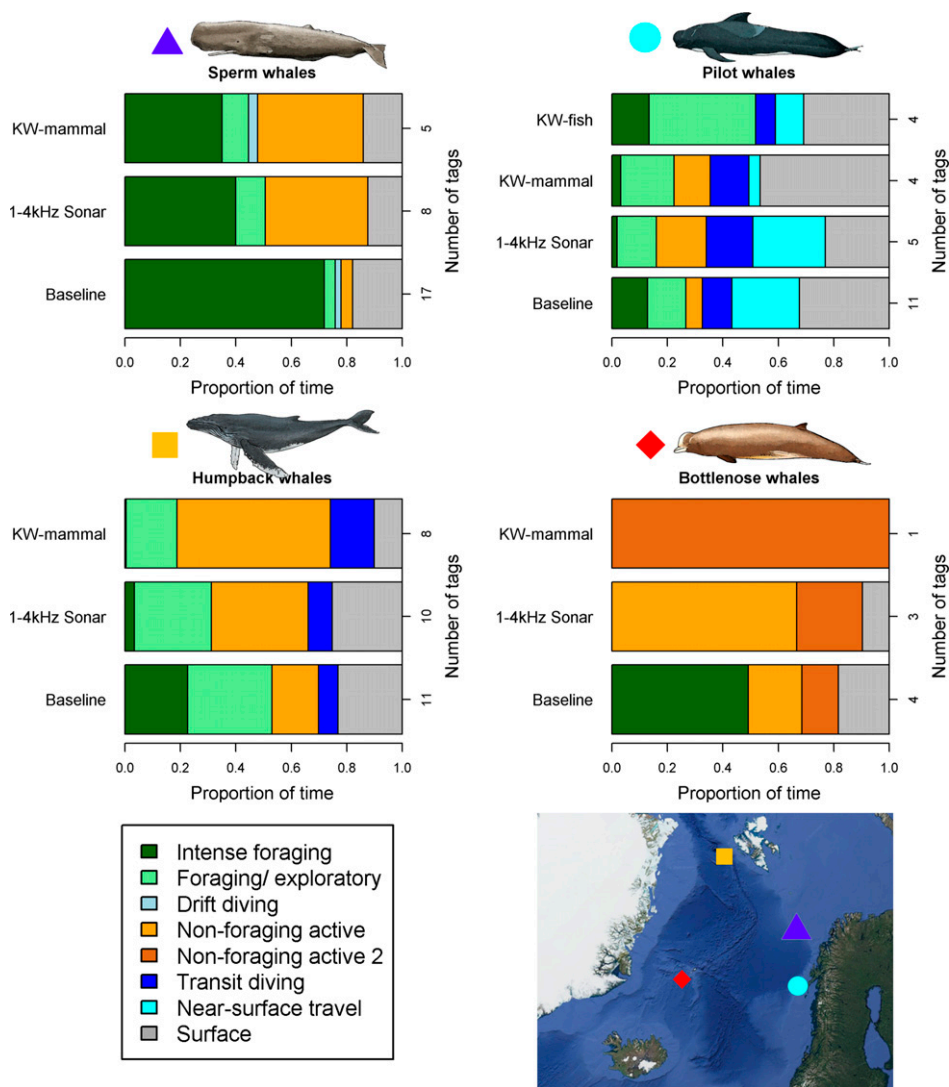 Sperm whales
KW-mammal
1-4kHz Sonar
Baseline
5
8
17
Number of tags
0.0 0.2 0.4 0.6 0.8 1.0
Proportion of time
Pilot whales
KW-fish
KW-mammal
1-4kHz Sonar
Baseline
4
4
5
11
Number of tags
0.0 0.2 0.4 0.6 0.8 1.0
Proportion of time
Humpback whales
KW-mammal
1-4kHz Sonar
Baseline
8
10
11
Number of tags
0.0 0.2 0.4 0.6 0.8 1.0
Proportion of time
Bottlenose whales
KW-mammal
1-4kHz Sonar
Baseline
1
3
4
Number of tags
0.0 0.2 0.4 0.6 0.8 1.0
Proportion of time
Intense foraging
Foraging/ exploratory
Drift diving
Non-foraging active
Non-foraging active 2
Transit diving
Near-surface travel
Surface